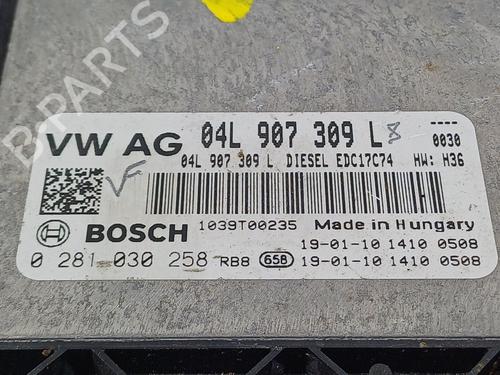 B-PARTS
VW AG 04L 907 309 L 8
0030
04L 907 309 L DIESEL EDC17C74 HW: H36
VF
BOSCH 1039T00235 Made in Hungary
19-01-10 1410 0508
0 281 030 258 RB8 658 19-01-10 1410 0508